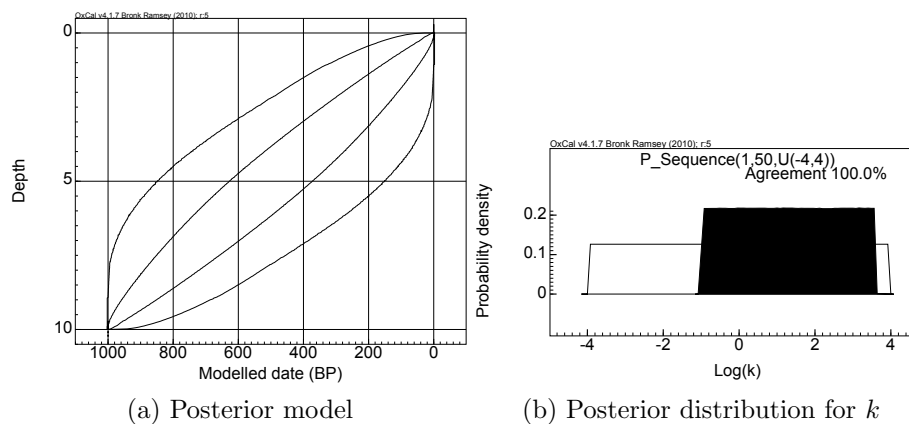 OxCal v4.1.7 Bronk Ramsey (2010); r:5
0
5
10
Depth
1000 800 600 400 200 0
Modelled date (BP)
(a) Posterior model
OxCal v4.1.7 Bronk Ramsey (2010); r:5
P_Sequence(1,50,U(-4,4))
Agreement 100.0%
0.2
0.1
0
Probability density
-4 -2 0 2 4
Log(k)
(b) Posterior distribution for k